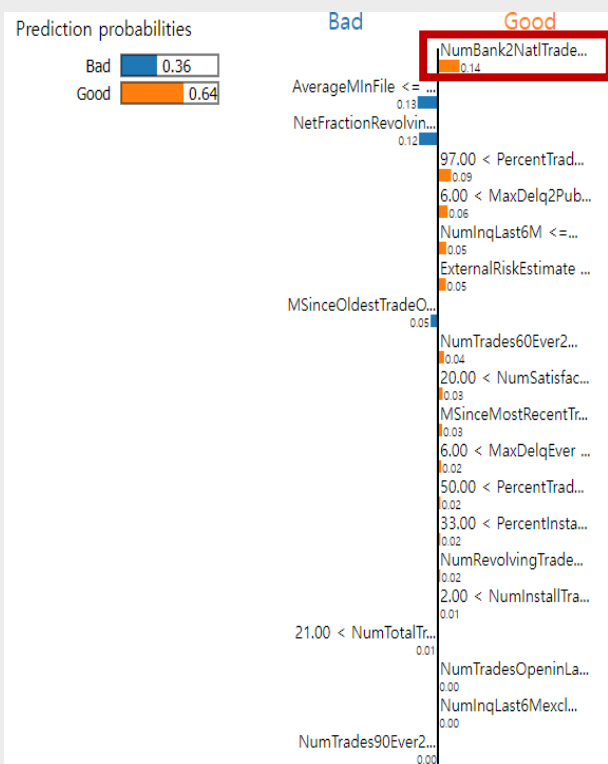 Prediction probabilities
Bad 0.36
Good 0.64
Bad Good
NumBank2NatlTrade...
0.14
AverageMInFile <= ...
0.13
NetFractionRevolvin...
0.12
97.00 < PercentTrad...
0.09
6.00 < MaxDelq2Pub...
0.06
NumInqLast6M <=...
0.05
ExternalRiskEstimate ...
0.05
MSinceOldestTradeO...
0.05
NumTrades60Ever2...
0.04
20.00 < NumSatisfac...
0.03
MSinceMostRecentTr...
0.03
6.00 < MaxDelqEver ...
0.02
50.00 < PercentTrad...
0.02
33.00 < PercentInsta...
0.02
NumRevolvingTrade...
0.02
2.00 < NumInstallTra...
0.01
21.00 < NumTotalTr...
0.01
NumTradesOpeninLa...
0.00
NumInqLast6Mexcl...
0.00
NumTrades90Ever2...
0.00